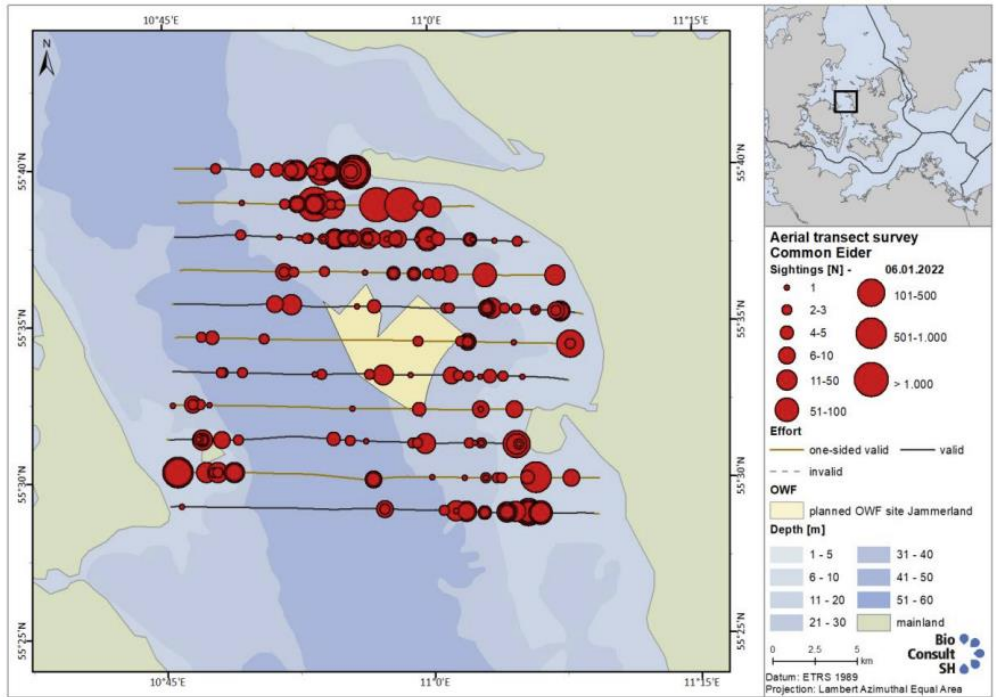 10°45'E
11°0'E
11°15'E
N
55°40'N
55°40'N
55°35'N
55°35'N
55°30'N
55°30'N
55°25'N
55°25'N
10°45'E
11°0'E
11°15'E
Aerial transect survey
Common Eider
Sightings [N] - 06.01.2022
1
2-3
4-5
6-10
11-50
51-100
101-500
501-1.000
> 1.000
Effort
one-sided valid
valid
invalid
OWF
planned OWF site Jammerland
Depth [m]
1 - 5
6 - 10
11 - 20
21 - 30
31 - 40
41 - 50
51 - 60
mainland
0 2.5 5
km
Bio
Consult
SH
Datum: ETRS 1989
Projection: Lambert Azimuthal Equal Area